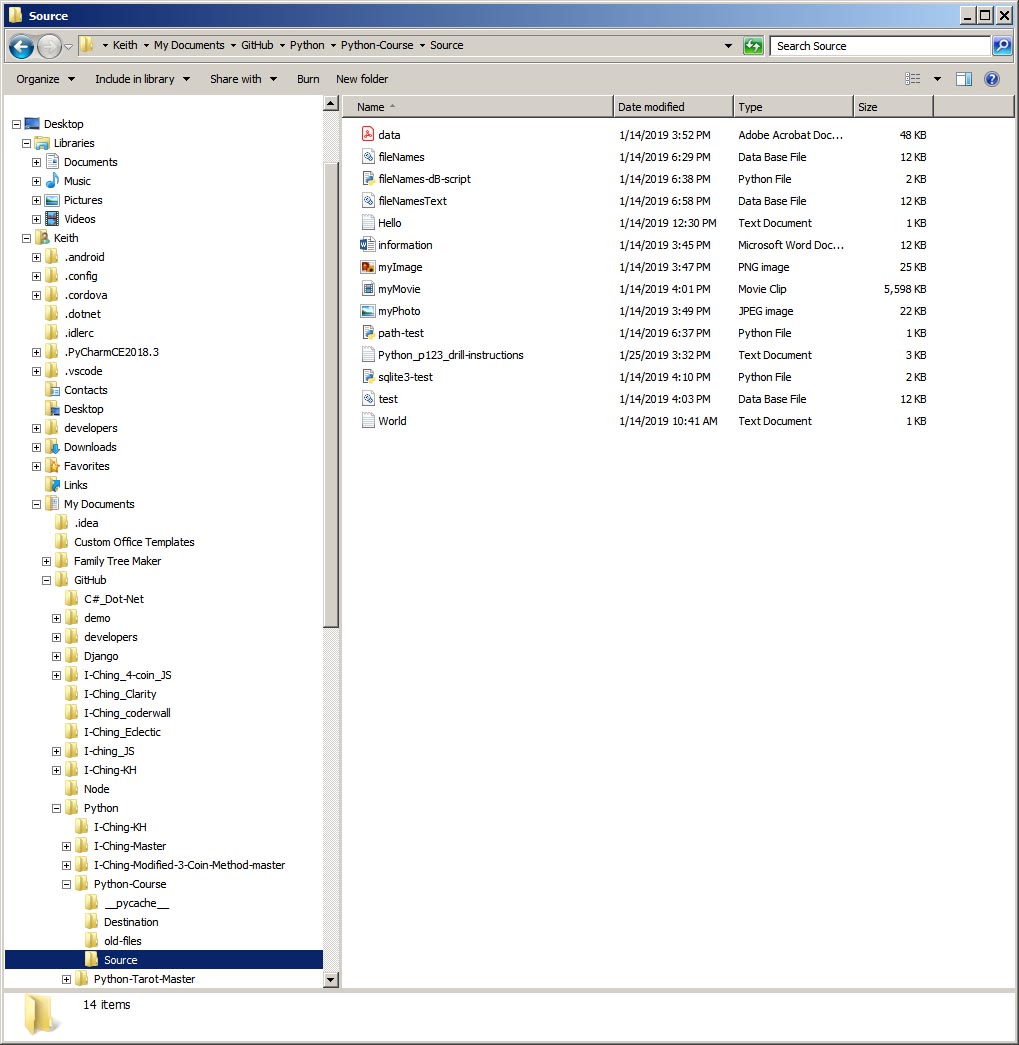 Source
Keith My Documents GitHub Python Python-Course Source Search Source
Organize Include in library Share with Burn New folder
Name Date modified Type Size
data 1/14/2019 3:52 PM Adobe Acrobat Doc... 48 KB
fileNames 1/14/2019 6:29 PM Data Base File 12 KB
fileNames-dB-script 1/14/2019 6:38 PM Python File 2 KB
fileNamesText 1/14/2019 6:58 PM Data Base File 12 KB
Hello 1/14/2019 12:30 PM Text Document 1 KB
information 1/14/2019 3:45 PM Microsoft Word Doc... 12 KB
myImage 1/14/2019 3:47 PM PNG image 25 KB
myMovie 1/14/2019 4:01 PM Movie Clip 5,598 KB
myPhoto 1/14/2019 3:49 PM JPEG image 22 KB
path-test 1/14/2019 6:37 PM Python File 1 KB
Python_p123_drill-instructions 1/25/2019 3:32 PM Text Document 3 KB
sqlite3-test 1/14/2019 4:10 PM Python File 2 KB
test 1/14/2019 4:03 PM Data Base File 12 KB
World 1/14/2019 10:41 AM Text Document 1 KB
Desktop
Libraries
Documents
Music
Pictures
Videos
Keith
.android
.config
.cordova
.dotnet
.idlerc
.PyCharmCE2018.3
.vscode
Contacts
Desktop
developers
Downloads
Favorites
Links
My Documents
.idea
Custom Office Templates
Family Tree Maker
GitHub
C#_Dot-Net
demo
developers
Django
I-Ching_4-coin_JS
I-Ching_Clarity
I-Ching_coderwall
I-Ching_Eclectic
I-ching_JS
I-Ching-KH
Node
Python
I-Ching-KH
I-Ching-Master
I-Ching-Modified-3-Coin-Method-master
Python-Course
__pycache__
Destination
old-files
Source
Python-Tarot-Master
14 items